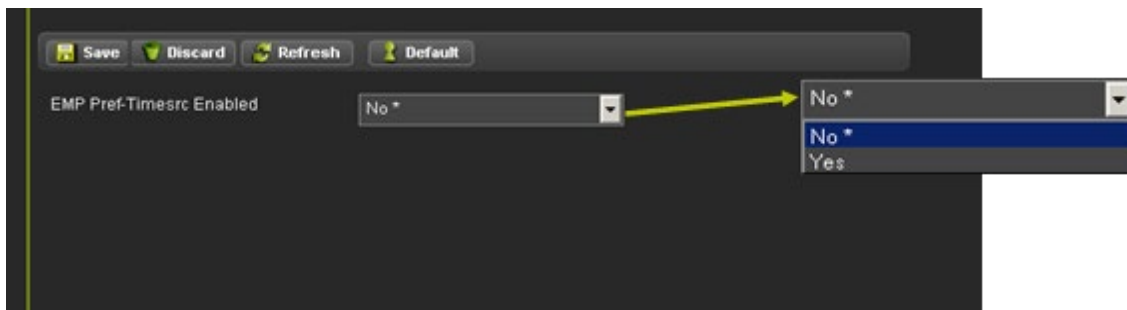 Save Discard Refresh Default
EMP Pref-Timesrc Enabled No *
No *
No *
Yes